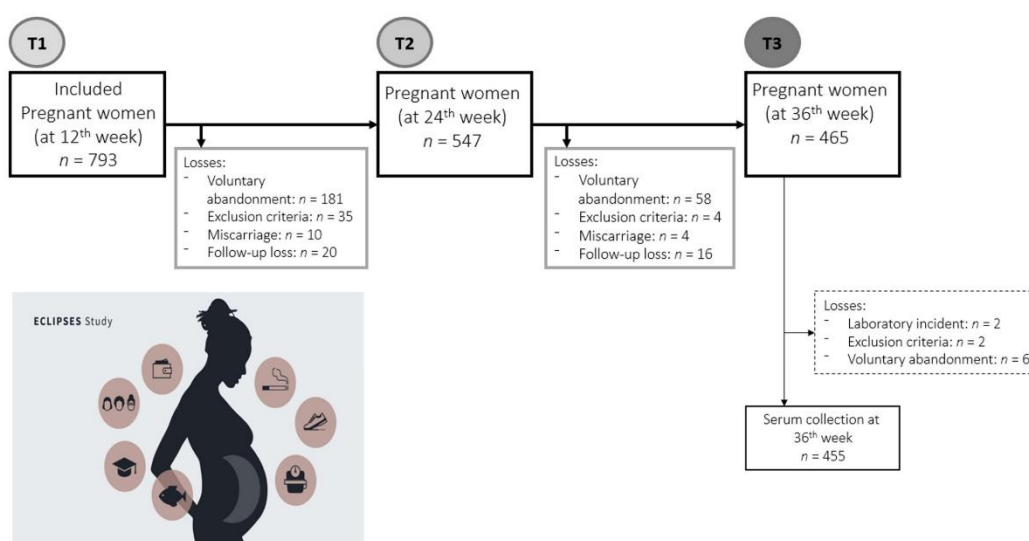 T1
Included
Pregnant women
(at 12th week)
n = 793
Losses:
- Voluntary
abandonment: n = 181
- Exclusion criteria: n = 35
- Miscarriage: n = 10
- Follow-up loss: n = 20
T2
Pregnant women
(at 24th week)
n = 547
Losses:
- Voluntary
abandonment: n = 58
- Exclusion criteria: n = 4
- Miscarriage: n = 4
- Follow-up loss: n = 16
T3
Pregnant women
(at 36th week)
n = 465
Losses:
- Laboratory incident: n = 2
- Exclusion criteria: n = 2
- Voluntary abandonment: n = 6
Serum collection at
36th week
n = 455
ECLIPSES Study